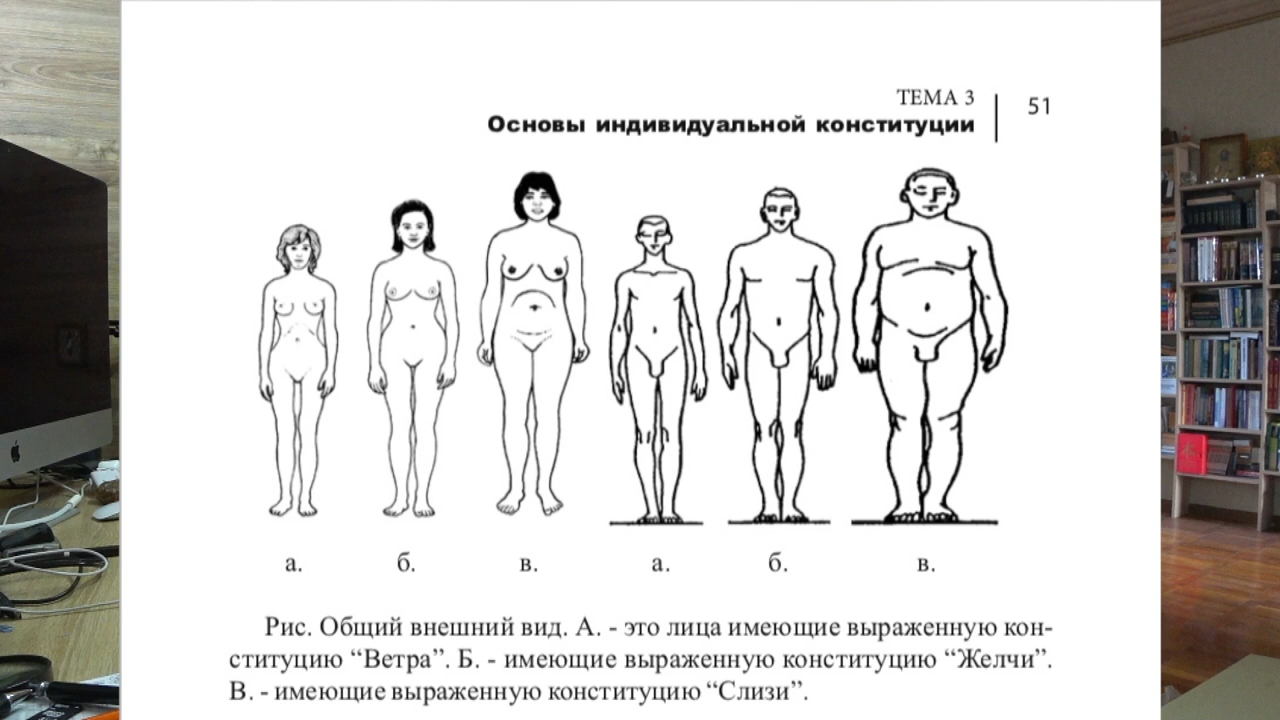 ТЕМА 3
51
Основы индивидуальной конституции
а. б. в. а. б. в.
Рис. Общий внешний вид. А. - это лица имеющие выраженную кон-
ституцию “Ветра”. Б. - имеющие выраженную конституцию “Желчи”.
В. - имеющие выраженную конституцию “Слизи”.